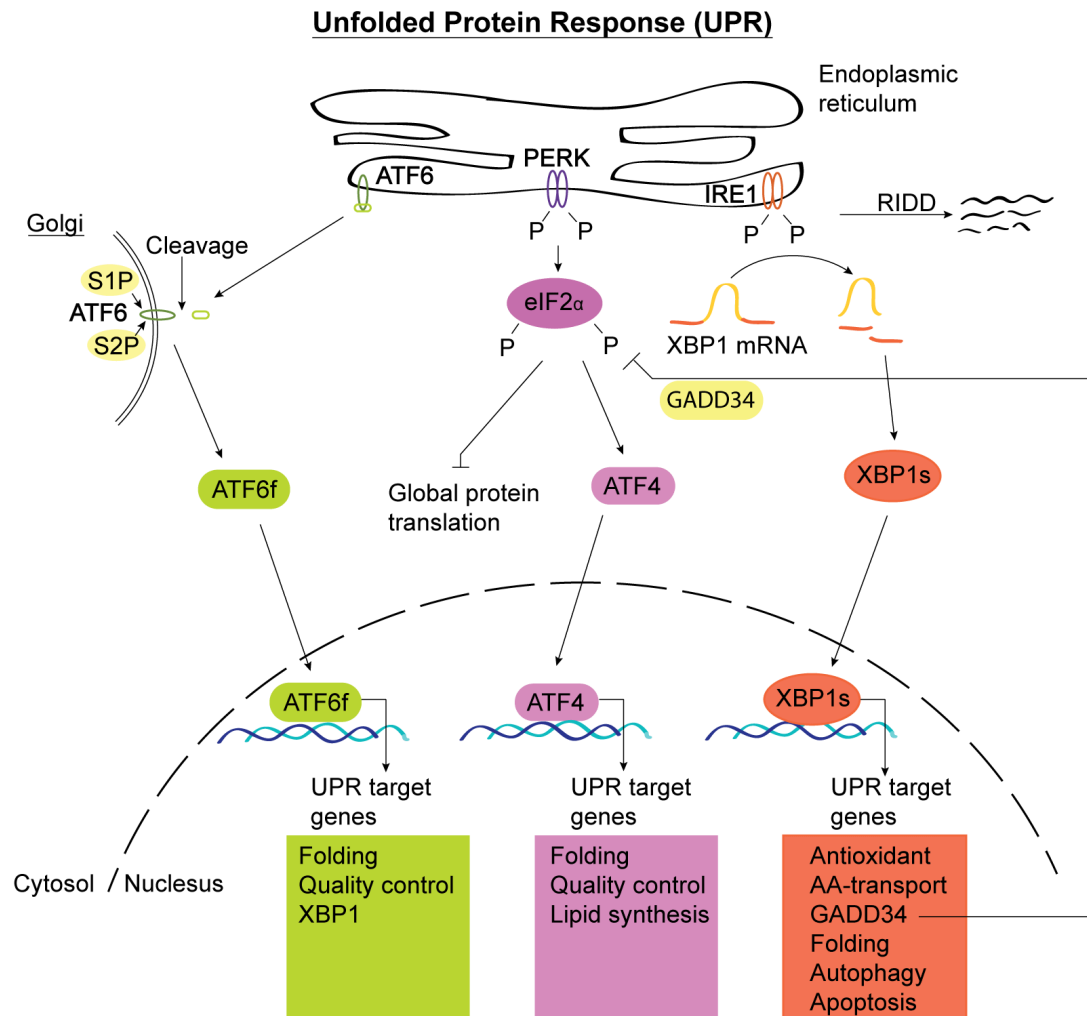 Unfolded Protein Response (UPR)
Endoplasmic
reticulum
PERK
ATF6
IRE1
RIDD
P P
P P
Golgi
Cleavage
S1P
ATF6
S2P
eIF2α
P P
XBP1 mRNA
GADD34
ATF6f
Global protein
translation
ATF4
XBP1s
ATF6f
ATF4
XBP1s
UPR target
genes
Folding
Quality control
XBP1
UPR target
genes
Folding
Quality control
Lipid synthesis
UPR target
genes
Antioxidant
AA-transport
GADD34
Folding
Autophagy
Apoptosis
Cytosol / Nuclesus